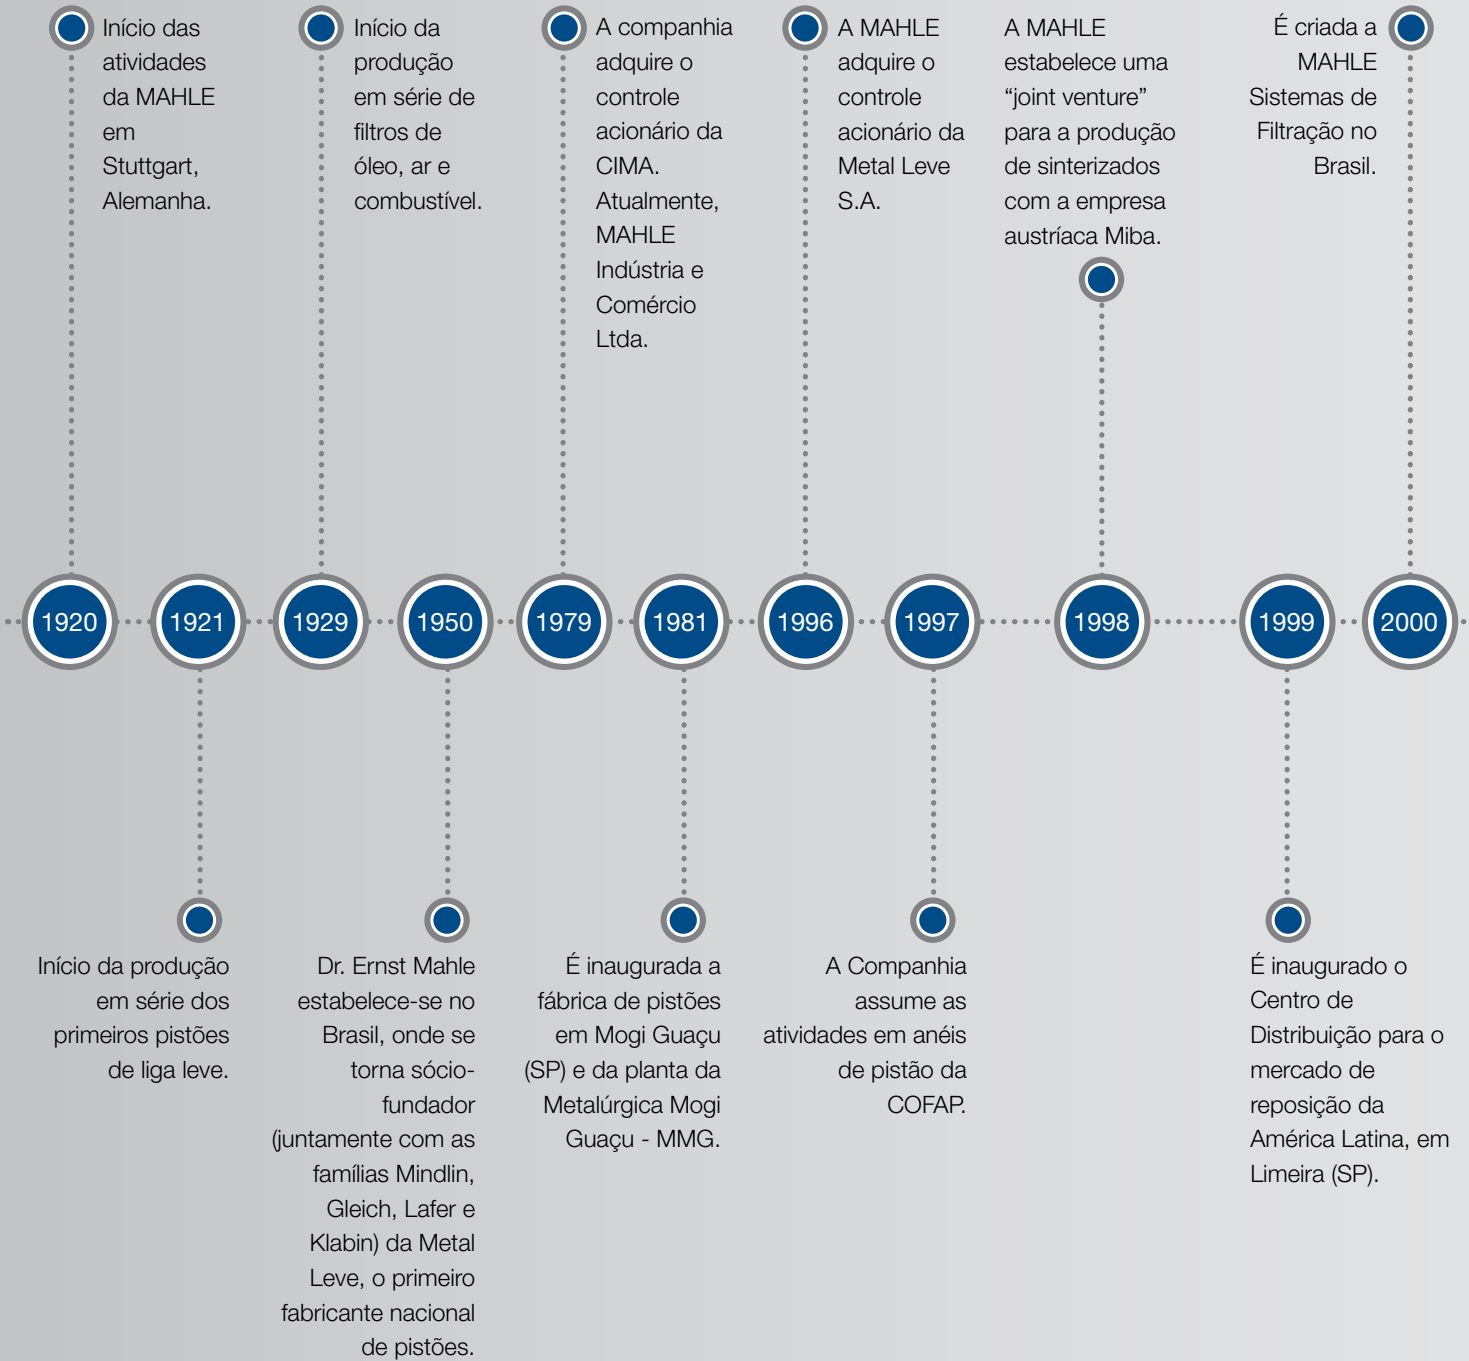 Início das
atividades
da MAHLE
em
Stuttgart,
Alemanha.
Início da
produção
em série de
filtros de
óleo, ar e
combustível.
A companhia
adquire o
controle
acionário da
CIMA.
Atualmente,
MAHLE
Indústria e
Comércio
Ltda.
A MAHLE
adquire o
controle
acionário da
Metal Leve
S.A.
A MAHLE
estabelece uma
“joint venture”
para a produção
de sinterizados
com a empresa
austríaca Miba.
É criada a
MAHLE
Sistemas de
Filtração no
Brasil.
1920
1921
1929
1950
1979
1981
1996
1997
1998
1999
2000
Início da produção
em série dos
primeiros pistões
de liga leve.
Dr. Ernst Mahle
estabelece-se no
Brasil, onde se
torna sócio-
fundador
(juntamente com as
famílias Mindlin,
Gleich, Lafer e
Klabin) da Metal
Leve, o primeiro
fabricante nacional
de pistões.
É inaugurada a
fábrica de pistões
em Mogi Guaçu
(SP) e da planta da
Metalúrgica Mogi
Guaçu - MMG.
A Companhia
assume as
atividades em anéis
de pistão da
COFAP.
É inaugurado o
Centro de
Distribuição para o
mercado de
reposição da
América Latina, em
Limeira (SP).